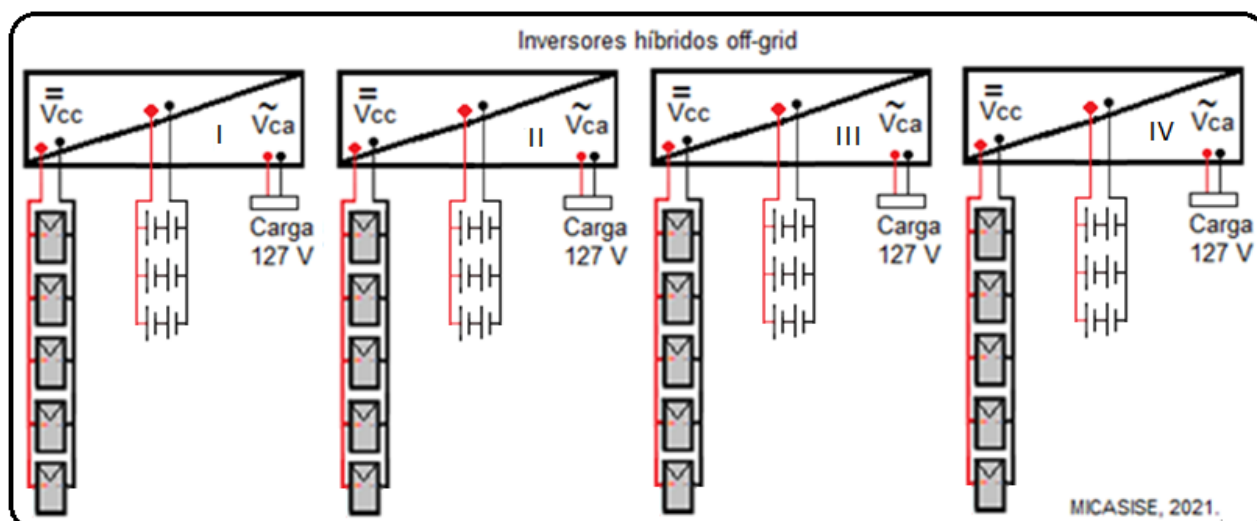 Inversores híbridos off-grid
=
Vcc
I
~
Vca
Carga
127 V
=
Vcc
II
~
Vca
Carga
127 V
=
Vcc
III
~
Vca
Carga
127 V
=
Vcc
IV
~
Vca
Carga
127 V
MICASISE, 2021.